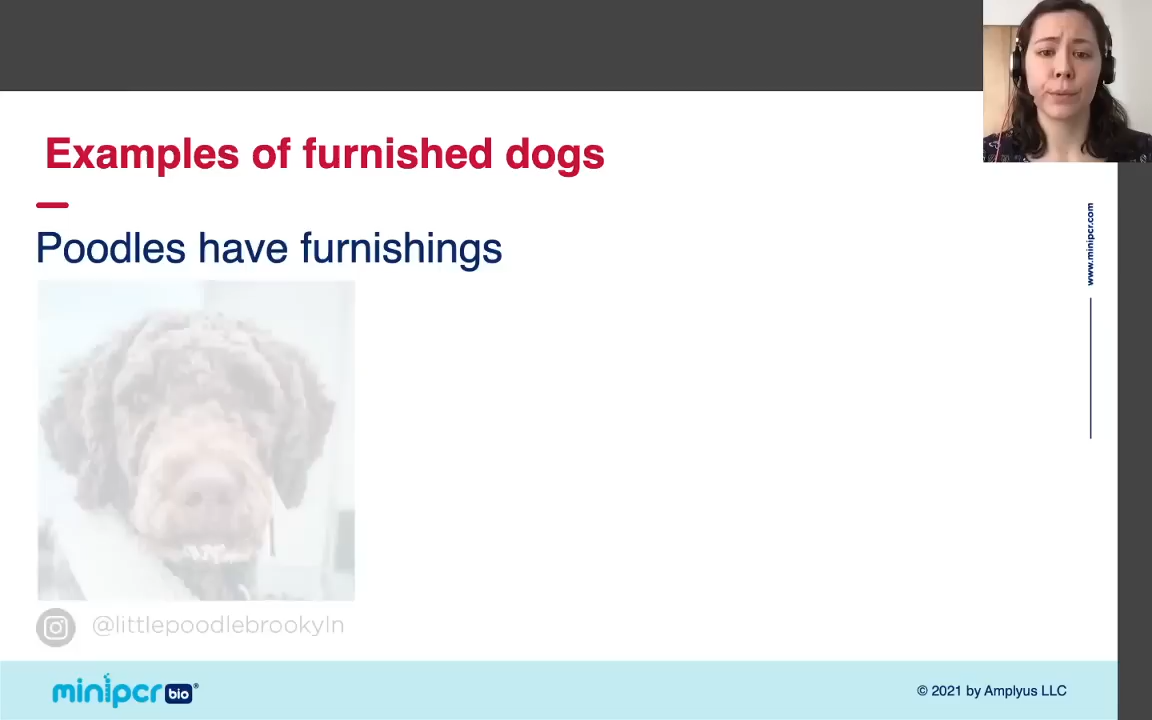 Examples of furnished dogs
Poodles have furnishings
www.minipcr.com
@littlepoodlebrookyln
minipcr bio®
© 2021 by Amplyus LLC